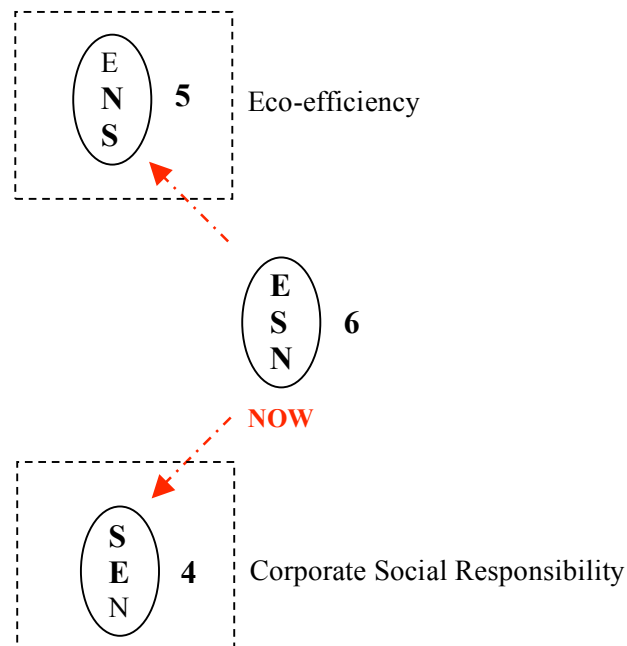 E
N
S
5
Eco-efficiency
E
S
N
6
NOW
S
E
N
4
Corporate Social Responsibility